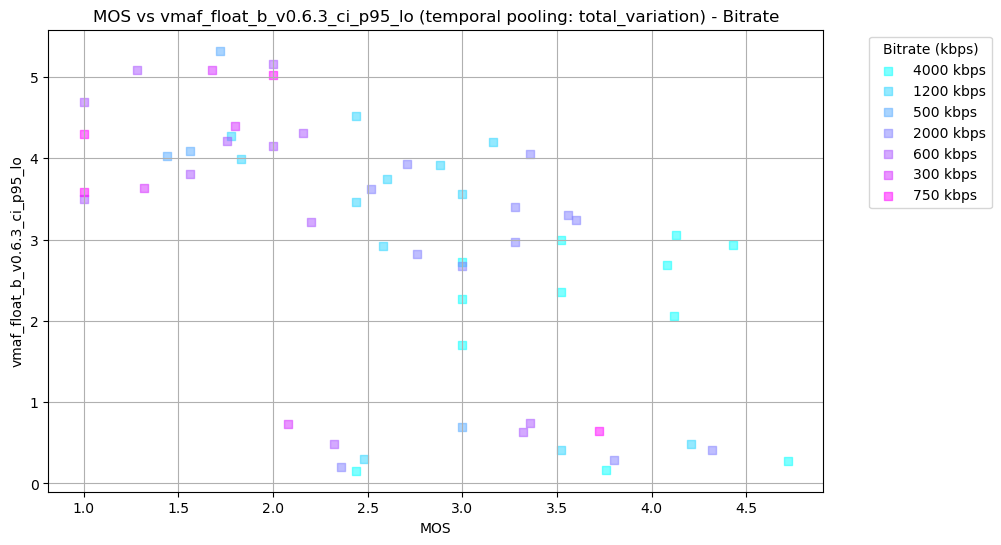 MOS vs vmaf_float_b_v0.6.3_ci_p95_lo (temporal pooling: total_variation) - Bitrate
vmaf_float_b_v0.6.3_ci_p95_lo
5
4
3
2
1
0
1.0
1.5
2.0
2.5
3.0
3.5
4.0
4.5
MOS
Bitrate (kbps)
4000 kbps
1200 kbps
500 kbps
2000 kbps
600 kbps
300 kbps
750 kbps